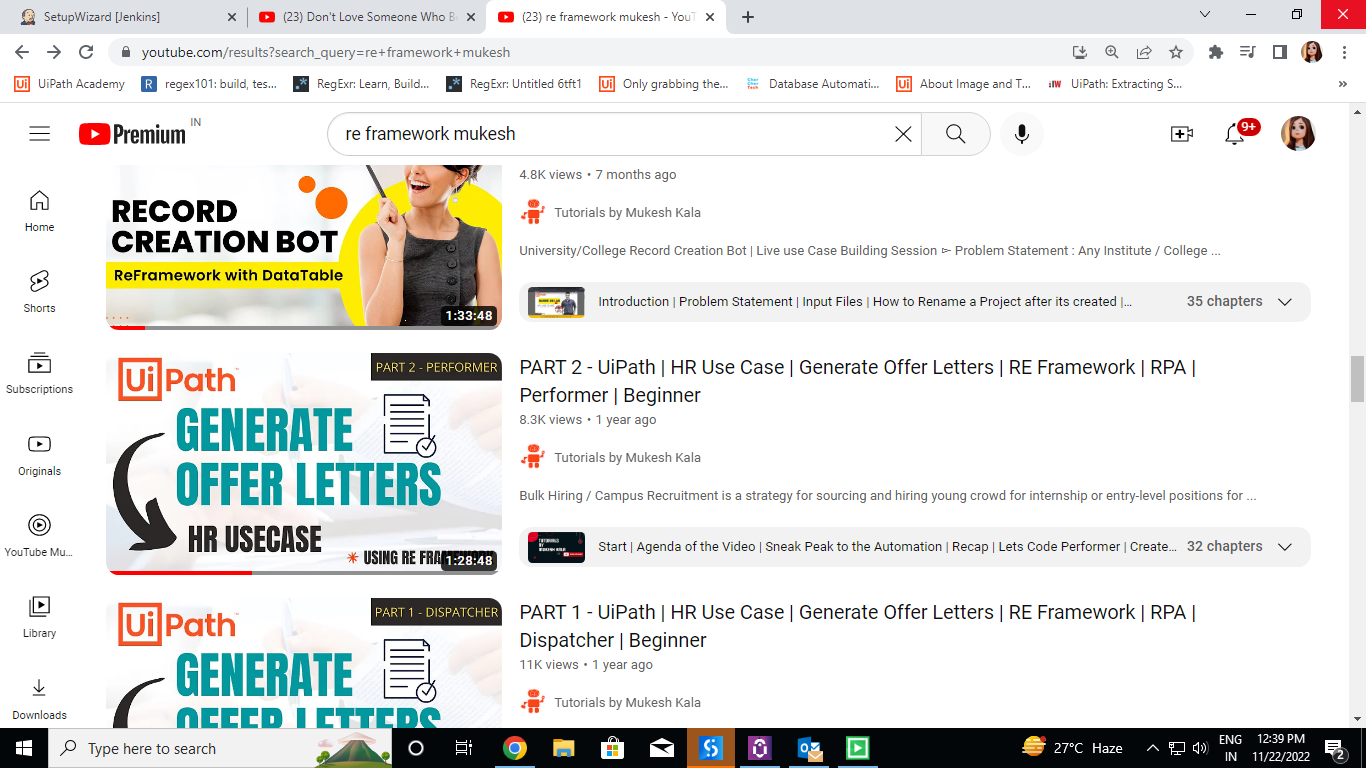 SetupWizard [Jenkins]
(23) Don't Love Someone Who B
(23) re framework mukesh - YouT
youtube.com/results?search_query=re+framework+mukesh
UiPath Academy
regex101: build, tes...
RegExr: Learn, Build...
RegExr: Untitled 6tft1
Only grabbing the...
Database Automati...
About Image and T...
UiPath: Extracting S...
Premium IN
re framework mukesh
9+
Home
Shorts
Subscriptions
Originals
YouTube Mu...
Library
Downloads
RECORD
CREATION BOT
ReFramework with DataTable
1:33:48
4.8K views • 7 months ago
Tutorials by Mukesh Kala
University/College Record Creation Bot | Live use Case Building Session ⌲ Problem Statement : Any Institute / College ...
Introduction | Problem Statement | Input Files | How to Rename a Project after its created |...
35 chapters
UiPath
PART 2 - PERFORMER
GENERATE
OFFER LETTERS
HR USECASE
USING RE FRAMEWORK
1:28:48
PART 2 - UiPath | HR Use Case | Generate Offer Letters | RE Framework | RPA |
Performer | Beginner
8.3K views • 1 year ago
Tutorials by Mukesh Kala
Bulk Hiring / Campus Recruitment is a strategy for sourcing and hiring young crowd for internship or entry-level positions for ...
Start | Agenda of the Video | Sneak Peak to the Automation | Recap | Lets Code Performer | Create...
32 chapters
UiPath
PART 1 - DISPATCHER
GENERATE
OFFER LETTERS
PART 1 - UiPath | HR Use Case | Generate Offer Letters | RE Framework | RPA |
Dispatcher | Beginner
11K views • 1 year ago
Tutorials by Mukesh Kala
Type here to search
27°C Haze
ENG
IN
12:39 PM
11/22/2022
2